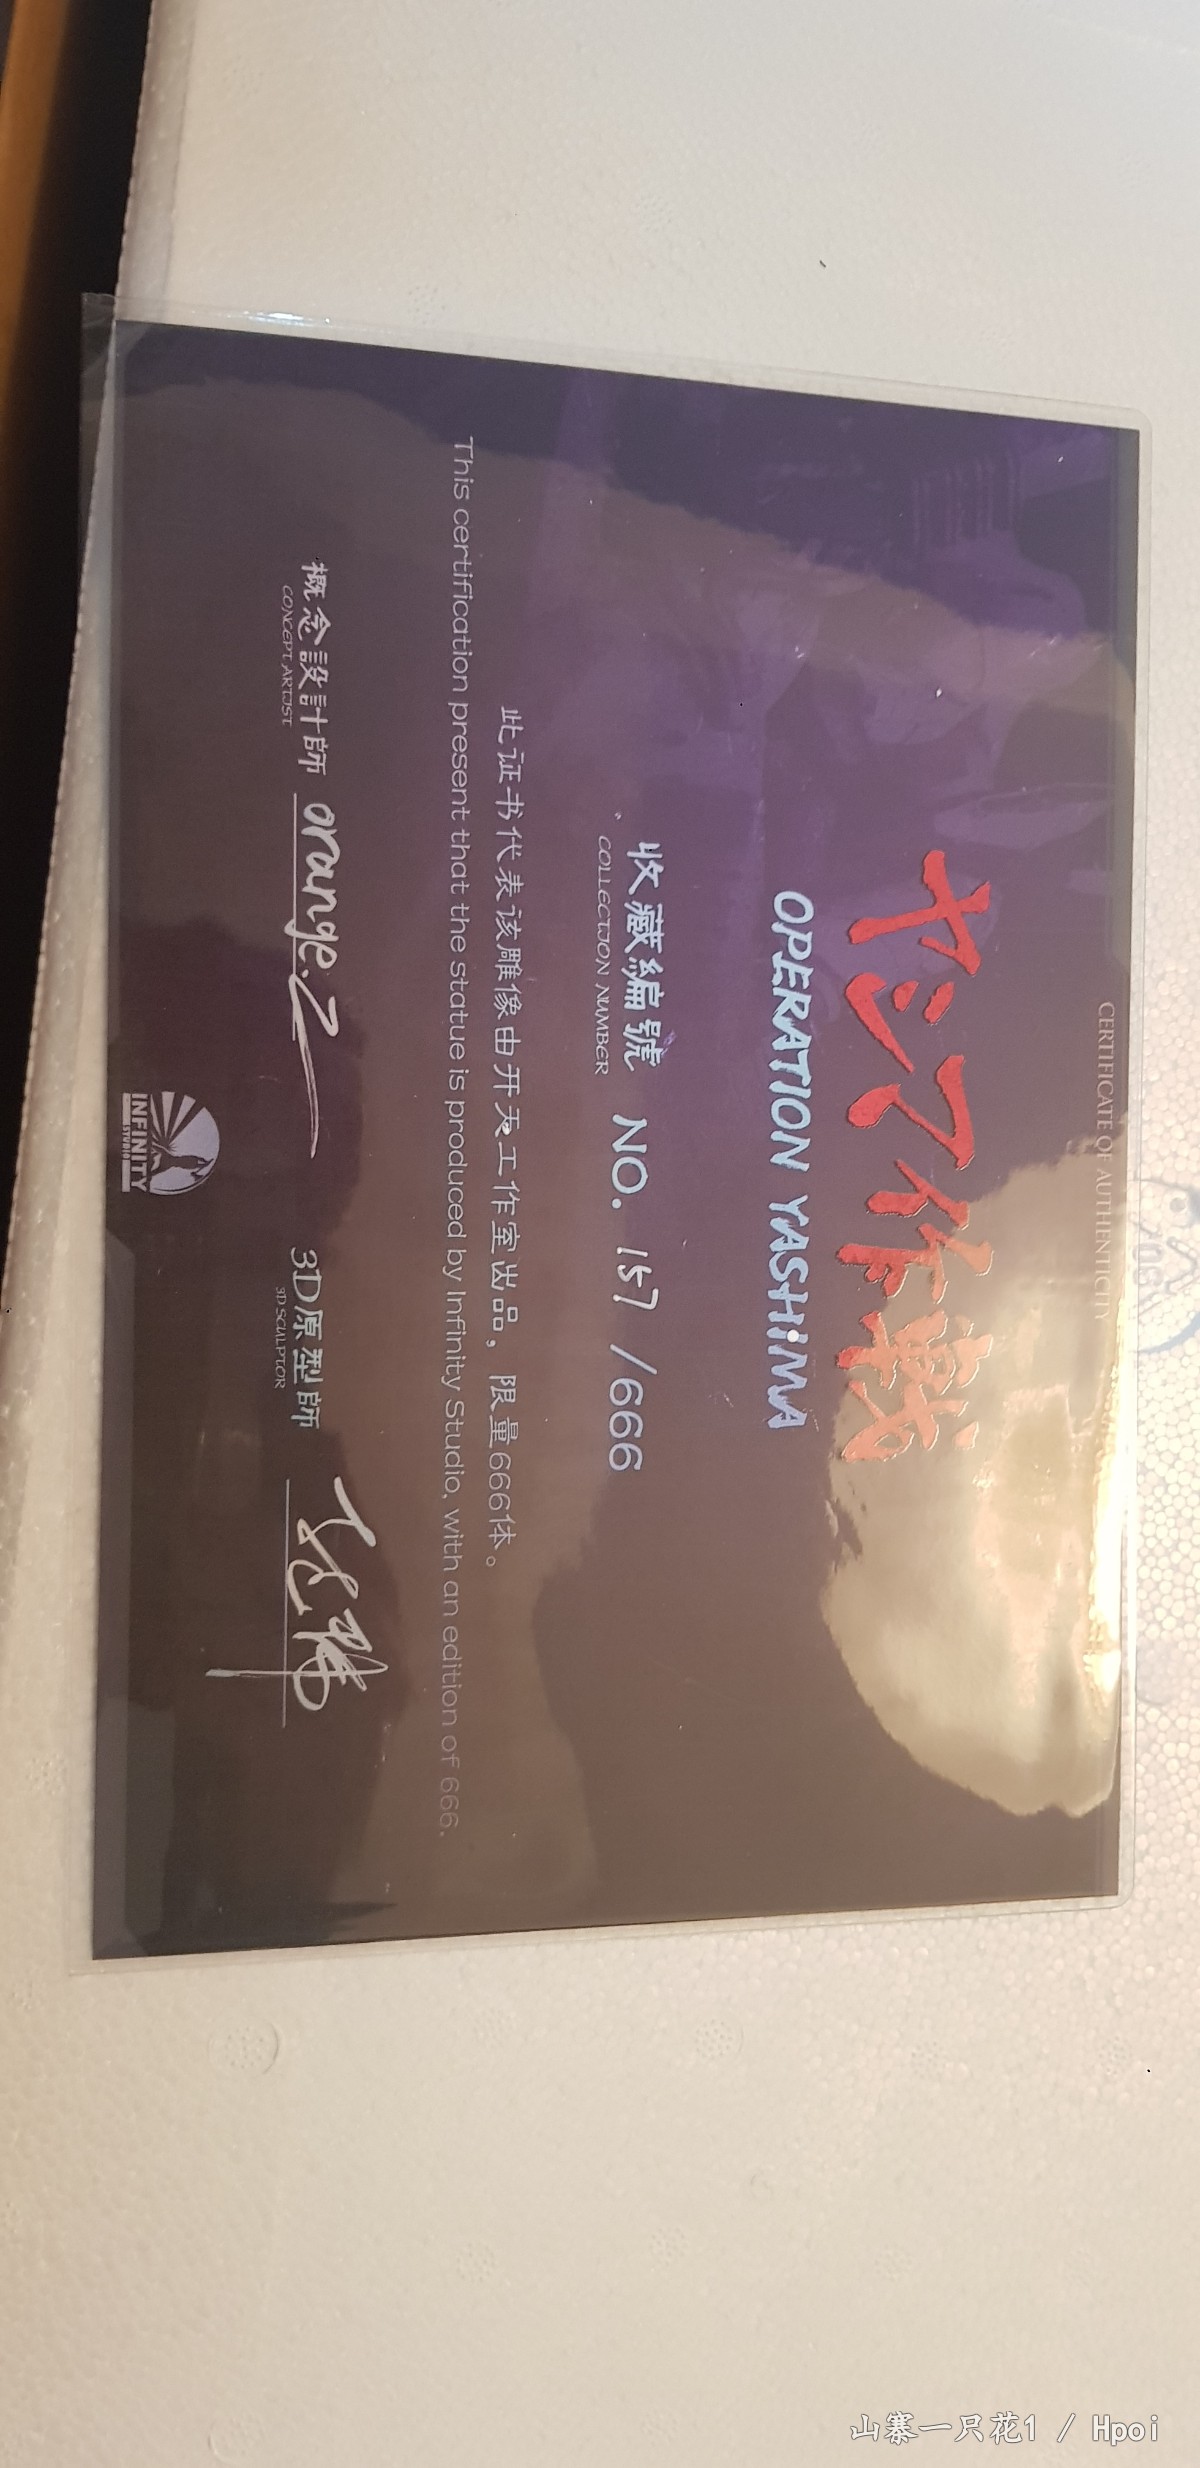 CERTIFICATE OF AUTHENTICITY
ヤシマ作戦
OPERATION YASHIMA
收藏編號 NO. 157 /666
COLLECTION NUMBER
此证书代表该雕像由开天工作室出品，限量666体。
This certification present that the statue is produced by Infinity Studio, with an edition of 666.
概念設計師 orange.Z
CONCEPT ARTIST
3D原型師
3D SCULPTOR
INFINITY
STUDIO
山寨一只花1 / Hpoi